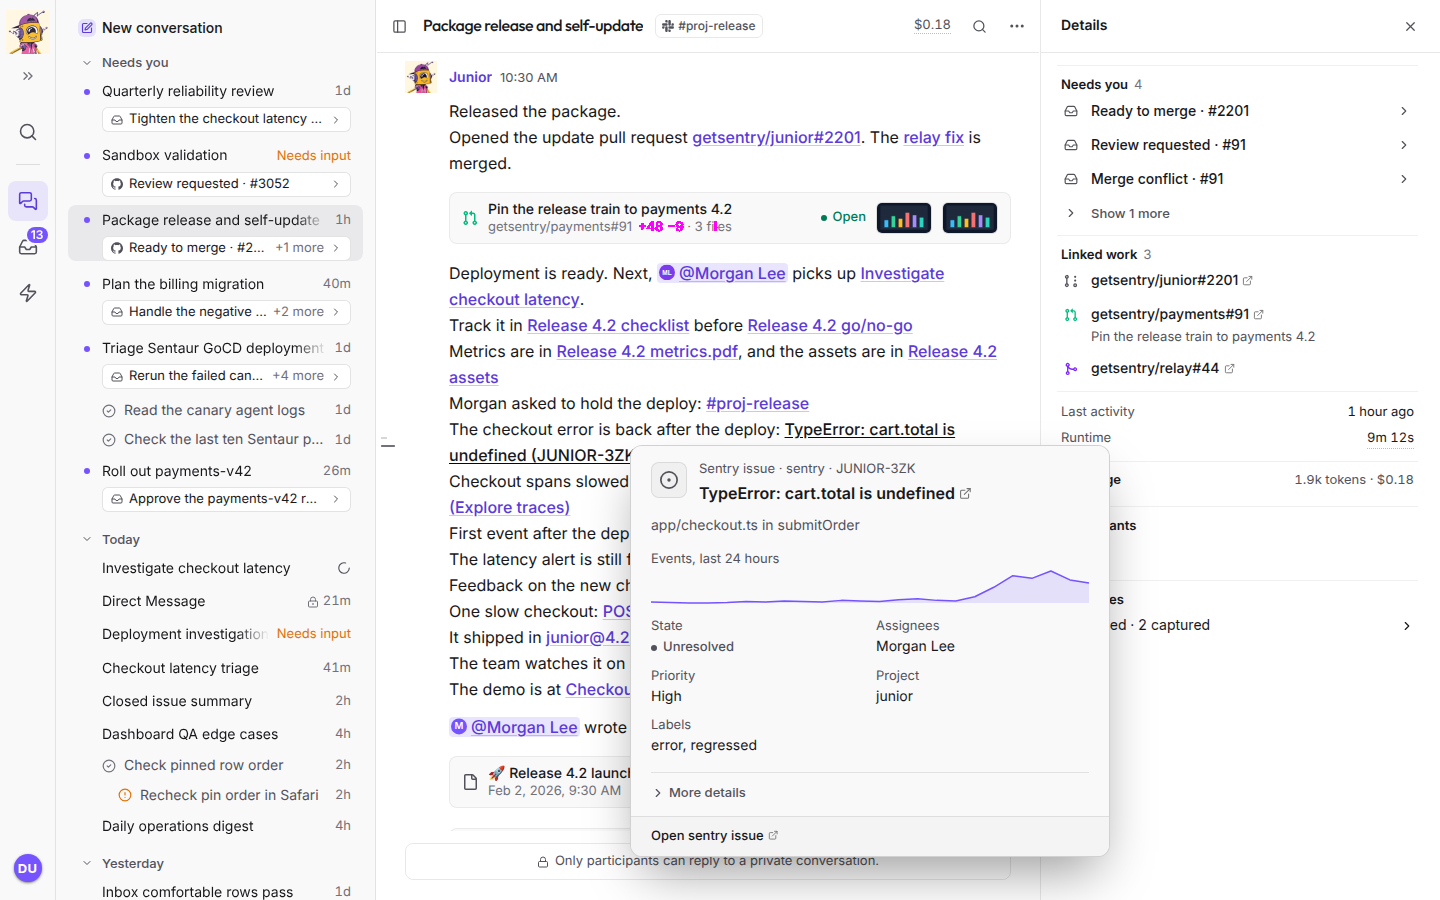 New conversation
Needs you
Quarterly reliability review 1d
Tighten the checkout latency ...
Sandbox validation Needs input
Review requested · #3052
Package release and self-update 1h
Ready to merge · #2... +1 more
13
Plan the billing migration 40m
Handle the negative ... +2 more
Triage Sentaur GoCD deployment 1d
Rerun the failed can... +4 more
Read the canary agent logs 1d
Check the last ten Sentaur p... 1d
Roll out payments-v42 26m
Approve the payments-v42 r...
Today
Investigate checkout latency
Direct Message 21m
Deployment investigation Needs input
Checkout latency triage 41m
Closed issue summary 2h
Dashboard QA edge cases 4h
Check pinned row order 2h
Recheck pin order in Safari 2h
Daily operations digest 4h
Yesterday
Inbox comfortable rows pass 1d
DU
Package release and self-update #proj-release $0.18
Junior 10:30 AM
Released the package.
Opened the update pull request getsentry/junior#2201. The relay fix is
merged.
Pin the release train to payments 4.2
getsentry/payments#91 +48 −9 · 3 files
Open
Deployment is ready. Next, ML @Morgan Lee picks up Investigate
checkout latency.
Track it in Release 4.2 checklist before Release 4.2 go/no-go
Metrics are in Release 4.2 metrics.pdf, and the assets are in Release 4.2
assets
Morgan asked to hold the deploy: #proj-release
The checkout error is back after the deploy: TypeError: cart.total is
undefined (JUNIOR-3ZK
Checkout spans slowed
(Explore traces)
First event after the dep
The latency alert is still f
Feedback on the new ch
One slow checkout: POS
It shipped in junior@4.2
The team watches it on
The demo is at Checkou
M @Morgan Lee wrote
🚀 Release 4.2 launch
Feb 2, 2026, 9:30 AM
Only participants can reply to a private conversation.
Sentry issue · sentry · JUNIOR-3ZK
TypeError: cart.total is undefined
app/checkout.ts in submitOrder
Events, last 24 hours
State Assignees
Unresolved Morgan Lee
Priority Project
High junior
Labels
error, regressed
More details
Open sentry issue
Details
Needs you 4
Ready to merge · #2201
Review requested · #91
Merge conflict · #91
Show 1 more
Linked work 3
getsentry/junior#2201
getsentry/payments#91
Pin the release train to payments 4.2
getsentry/relay#44
Last activity 1 hour ago
Runtime 9m 12s
ge 1.9k tokens · $0.18
ants
es
ed · 2 captured